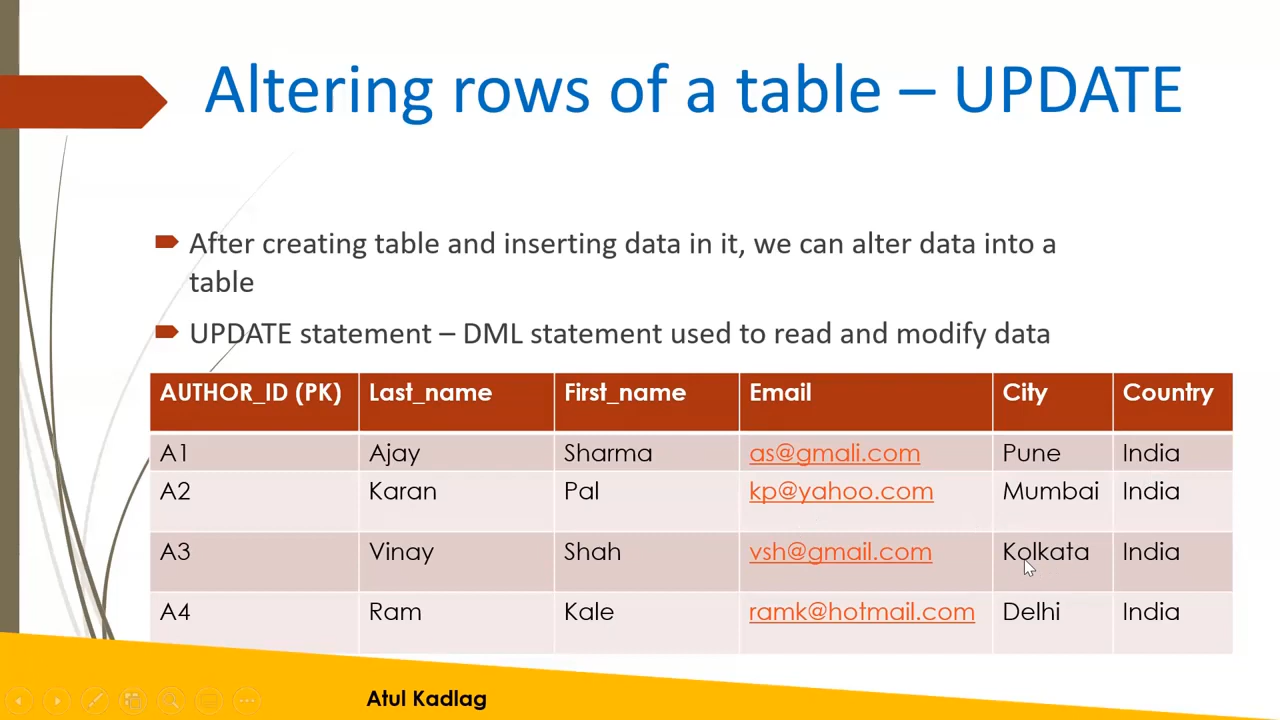 Altering rows of a table – UPDATE
After creating table and inserting data in it, we can alter data into a
table
UPDATE statement – DML statement used to read and modify data
AUTHOR_ID (PK) Last_name First_name Email City Country
A1 Ajay Sharma as@gmali.com Pune India
A2 Karan Pal kp@yahoo.com Mumbai India
A3 Vinay Shah vsh@gmail.com Kolkata India
A4 Ram Kale ramk@hotmail.com Delhi India
Atul Kadlag